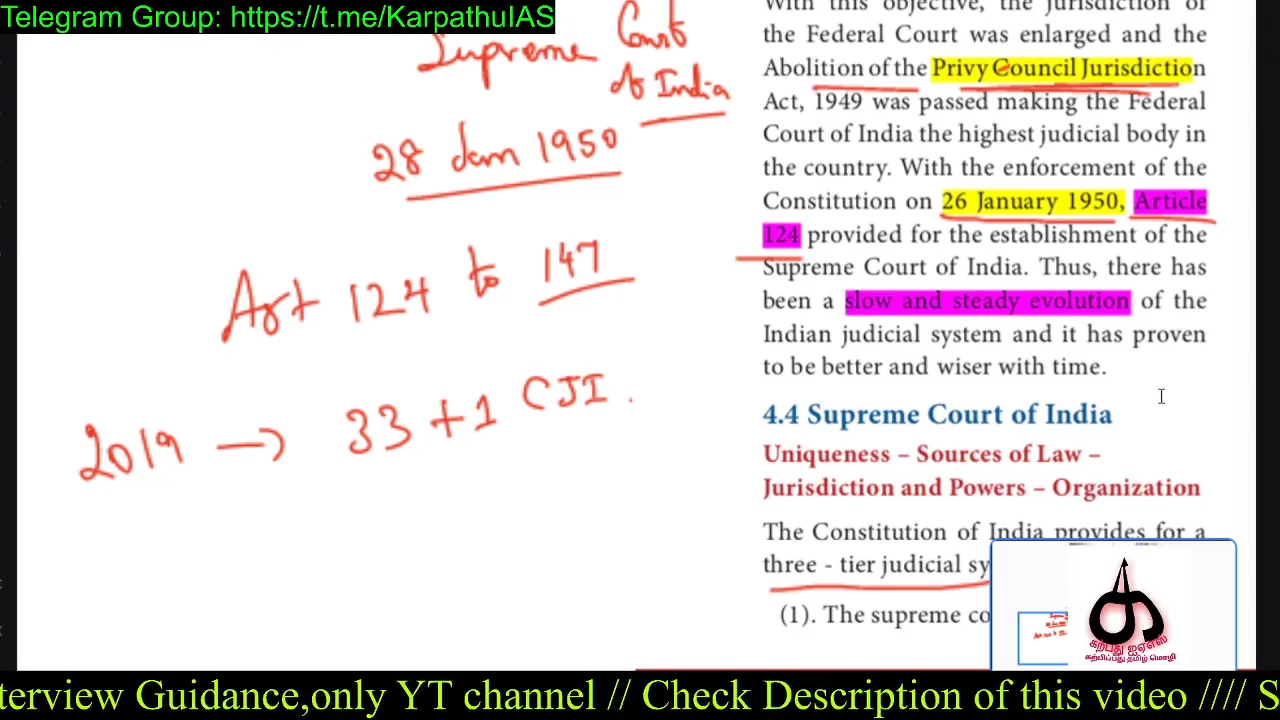 Telegram Group: https://t.me/KarpathuIAS
Supreme Court
of India
28 Jan 1950
Art 124 to 147
2019 → 33 + 1 CJI.
With this objective, the jurisdiction of
the Federal Court was enlarged and the
Abolition of the Privy Council Jurisdiction
Act, 1949 was passed making the Federal
Court of India the highest judicial body in
the country. With the enforcement of the
Constitution on 26 January 1950, Article
124 provided for the establishment of the
Supreme Court of India. Thus, there has
been a slow and steady evolution of the
Indian judicial system and it has proven
to be better and wiser with time.
4.4 Supreme Court of India
Uniqueness – Sources of Law –
Jurisdiction and Powers – Organization
The Constitution of India provides for a
three - tier judicial sy
(1). The supreme co
கற்பது ஐஏஎஸ்
கற்பிப்பது தமிழ் மொழி
terview Guidance,only YT channel // Check Description of this video //// S